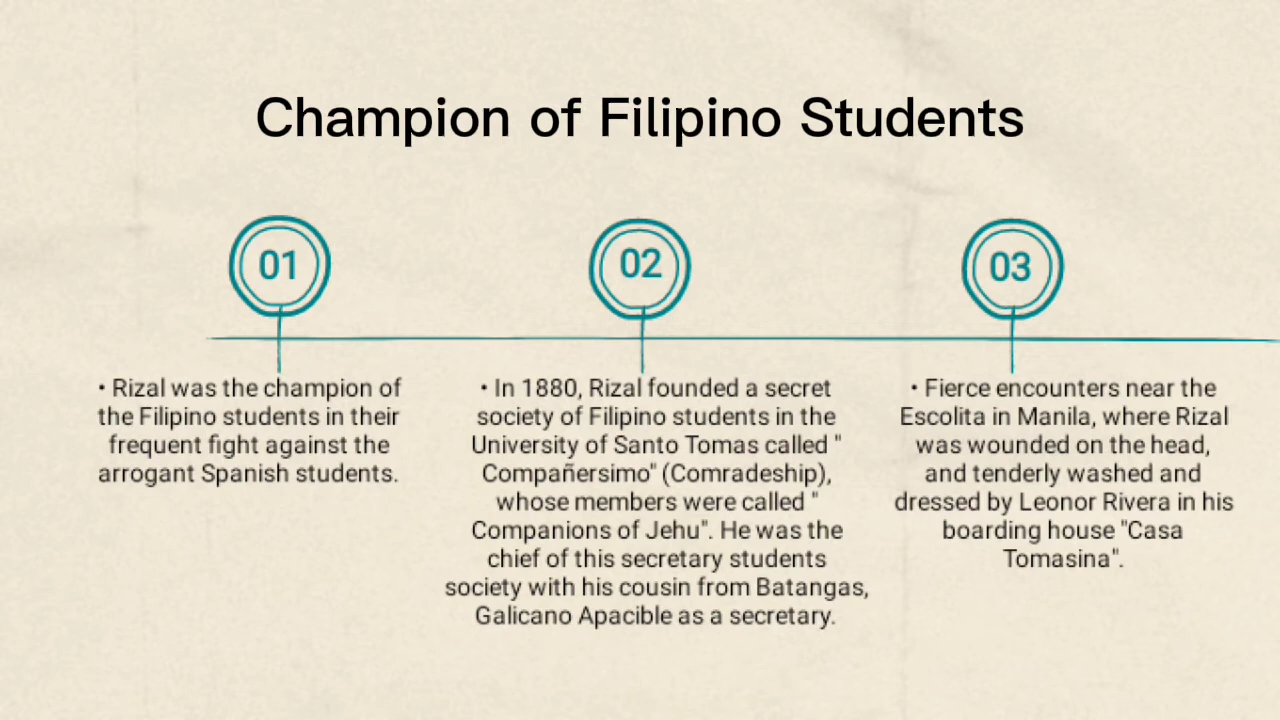 Champion of Filipino Students
01
• Rizal was the champion of
the Filipino students in their
frequent fight against the
arrogant Spanish students.
02
• In 1880, Rizal founded a secret
society of Filipino students in the
University of Santo Tomas called "
Compañersimo" (Comradeship),
whose members were called "
Companions of Jehu". He was the
chief of this secretary students
society with his cousin from Batangas,
Galicano Apacible as a secretary.
03
• Fierce encounters near the
Escolita in Manila, where Rizal
was wounded on the head,
and tenderly washed and
dressed by Leonor Rivera in his
boarding house "Casa
Tomasina".